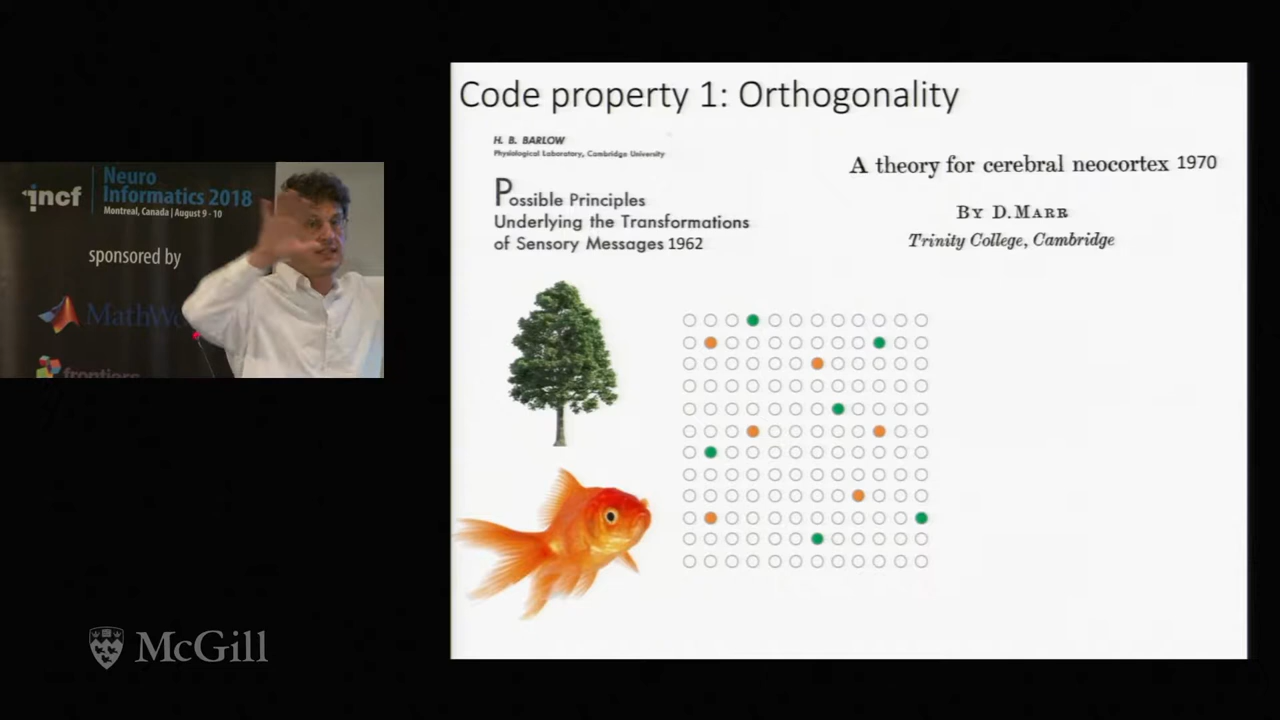 Code property 1: Orthogonality
H. B. BARLOW
Physiological Laboratory, Cambridge University
Possible Principles
Underlying the Transformations
of Sensory Messages 1962
A theory for cerebral neocortex 1970
BY D. MARR
Trinity College, Cambridge
incf
Neuro
Informatics 2018
Montreal, Canada | August 9 - 10
sponsored by
MathWo
frontiers
McGill